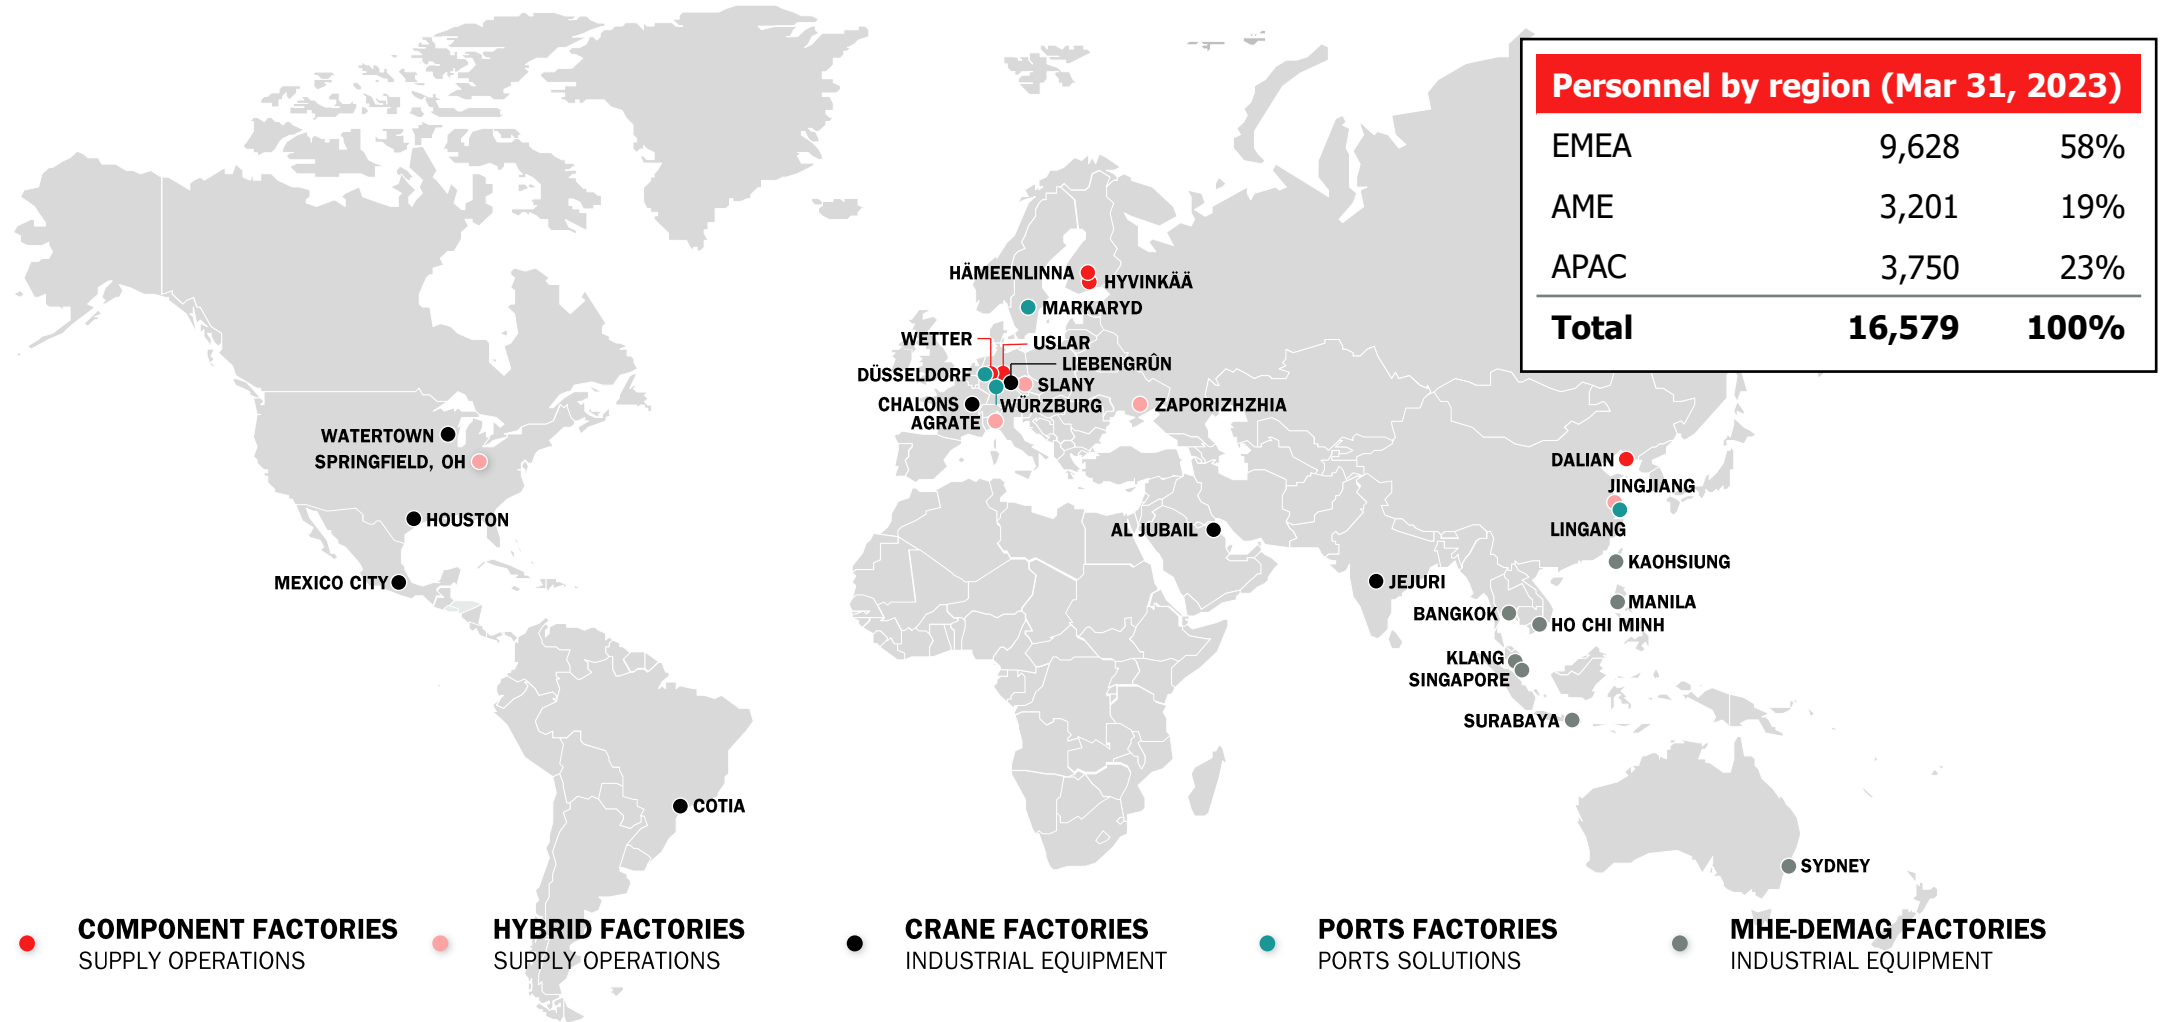 Personnel by region (Mar 31, 2023)
EMEA 9,628 58%
AME 3,201 19%
APAC 3,750 23%
Total 16,579 100%
HÄMEENLINNA
HYVINKÄÄ
MARKARYD
WETTER
USLAR
LIEBENGRÛN
DÜSSELDORF
SLANY
CHALONS
WÜRZBURG
ZAPORIZHZHIA
AGRATE
WATERTOWN
SPRINGFIELD, OH
HOUSTON
MEXICO CITY
COTIA
AL JUBAIL
DALIAN
JINGJIANG
LINGANG
KAOHSIUNG
JEJURI
MANILA
BANGKOK
HO CHI MINH
KLANG
SINGAPORE
SURABAYA
SYDNEY
COMPONENT FACTORIES
SUPPLY OPERATIONS
HYBRID FACTORIES
SUPPLY OPERATIONS
CRANE FACTORIES
INDUSTRIAL EQUIPMENT
PORTS FACTORIES
PORTS SOLUTIONS
MHE-DEMAG FACTORIES
INDUSTRIAL EQUIPMENT